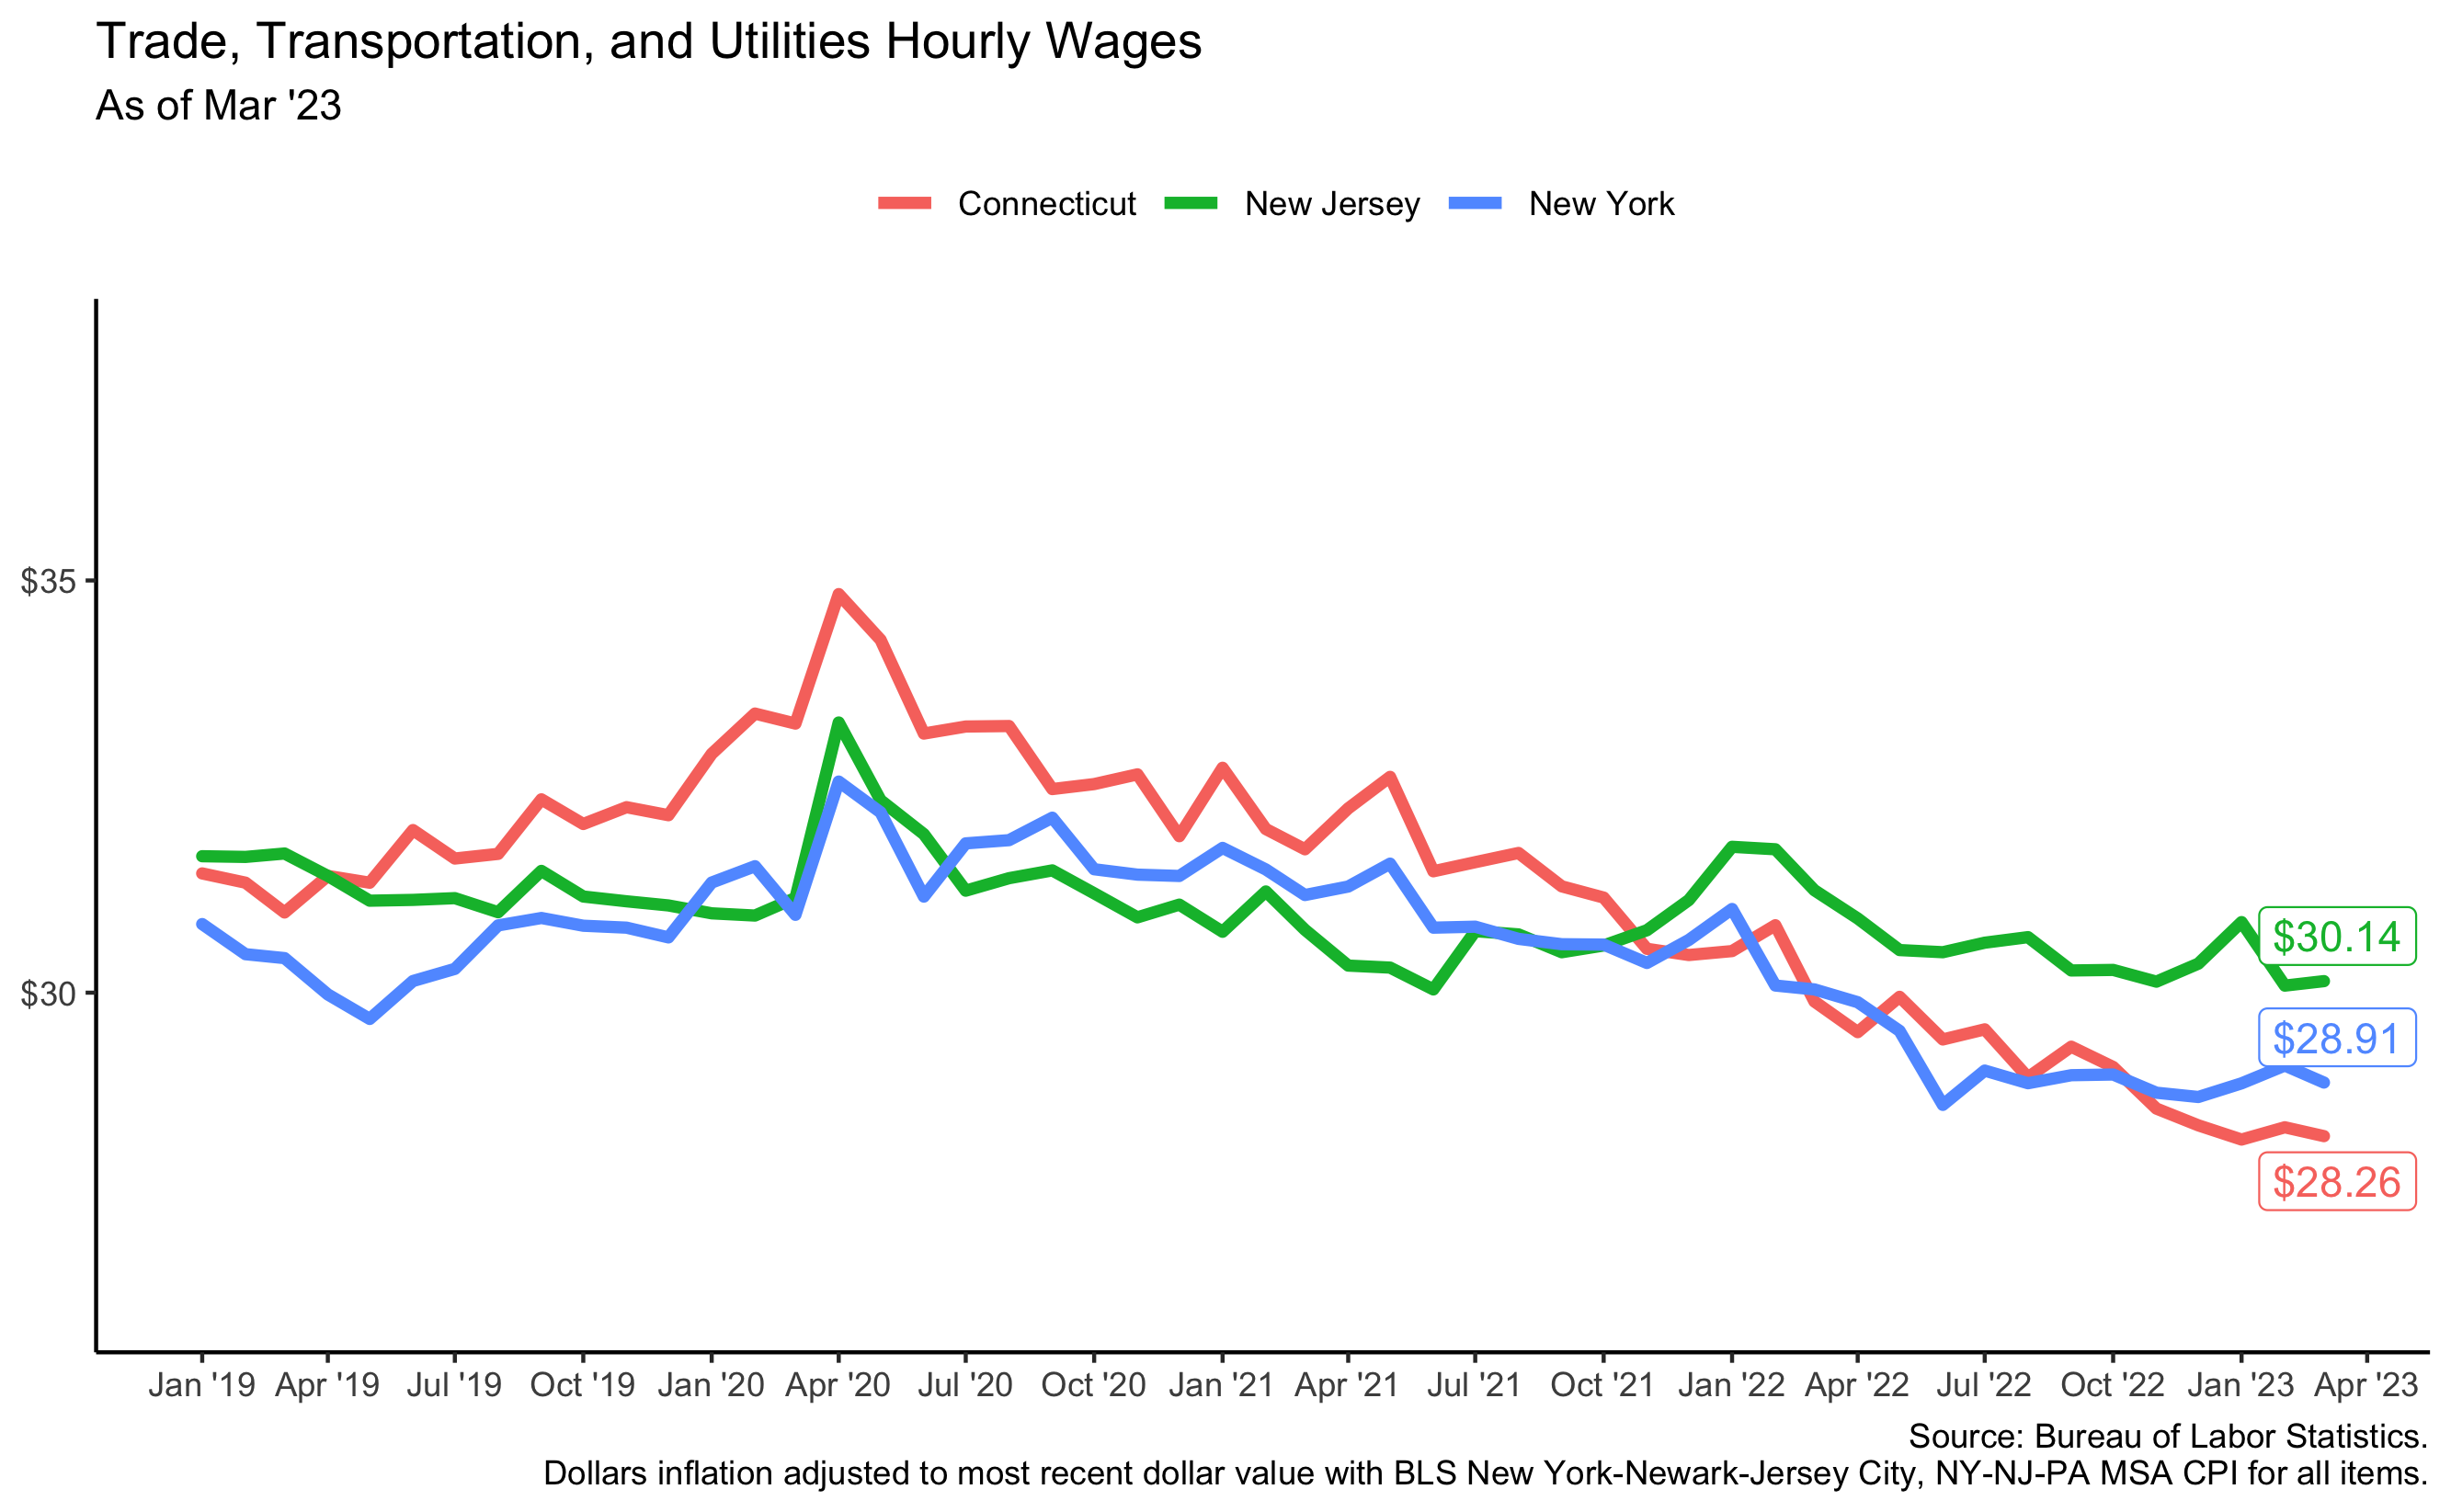 Trade, Transportation, and Utilities Hourly Wages
As of Mar '23
Connecticut New Jersey New York
$35
$30
$30.14
$28.91
$28.26
Jan '19 Apr '19 Jul '19 Oct '19 Jan '20 Apr '20 Jul '20 Oct '20 Jan '21 Apr '21 Jul '21 Oct '21 Jan '22 Apr '22 Jul '22 Oct '22 Jan '23 Apr '23
Source: Bureau of Labor Statistics.
Dollars inflation adjusted to most recent dollar value with BLS New York-Newark-Jersey City, NY-NJ-PA MSA CPI for all items.